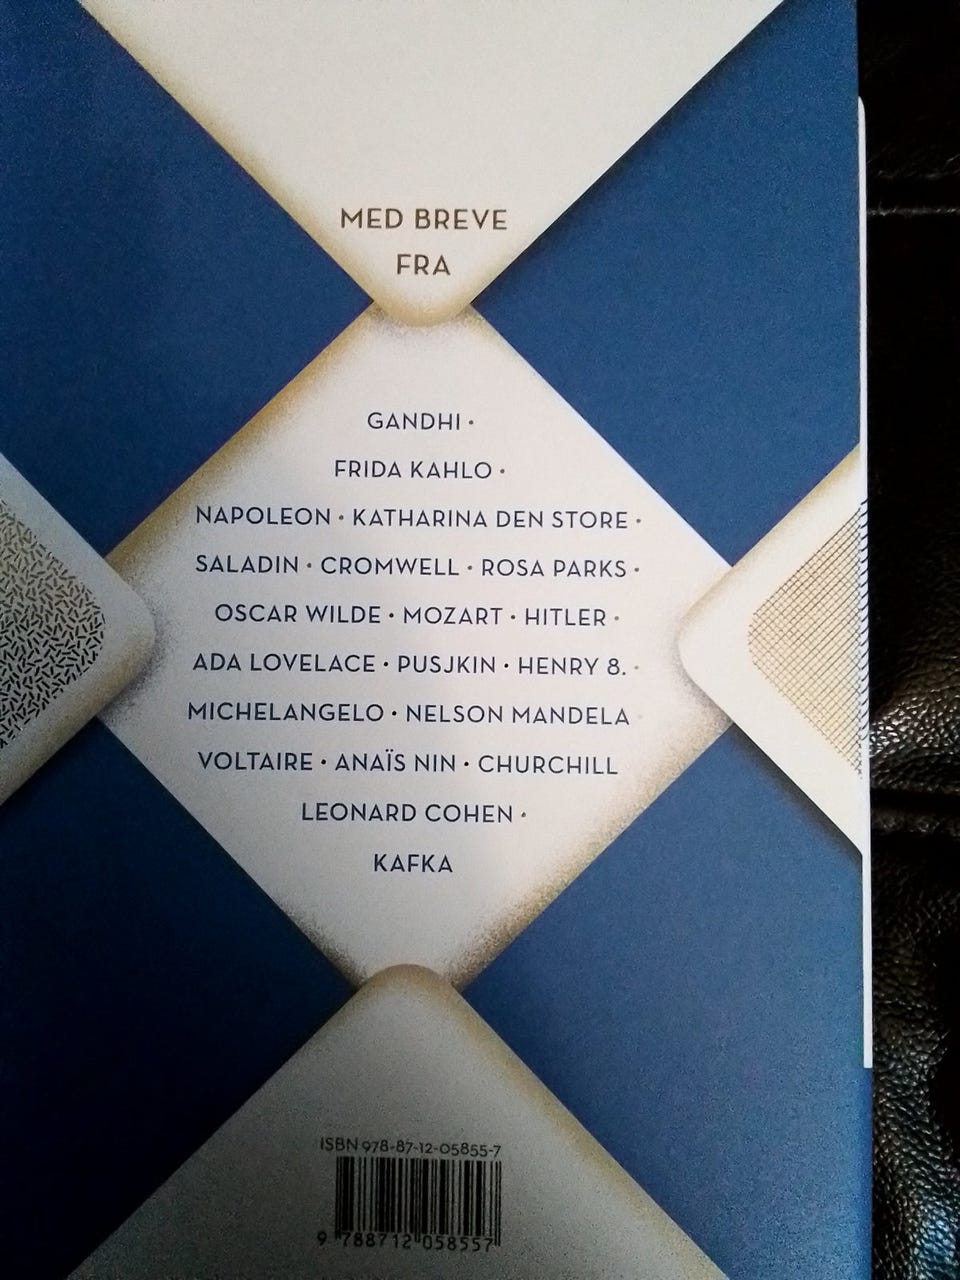 MED BREVE
FRA
GANDHI •
FRIDA KAHLO •
NAPOLEON • KATHARINA DEN STORE •
SALADIN • CROMWELL • ROSA PARKS •
OSCAR WILDE • MOZART • HITLER •
ADA LOVELACE • PUSJKIN • HENRY 8. •
MICHELANGELO • NELSON MANDELA •
VOLTAIRE • ANAÏS NIN • CHURCHILL
LEONARD COHEN •
KAFKA
ISBN 978-87-12-05855-7
9 788712 058557